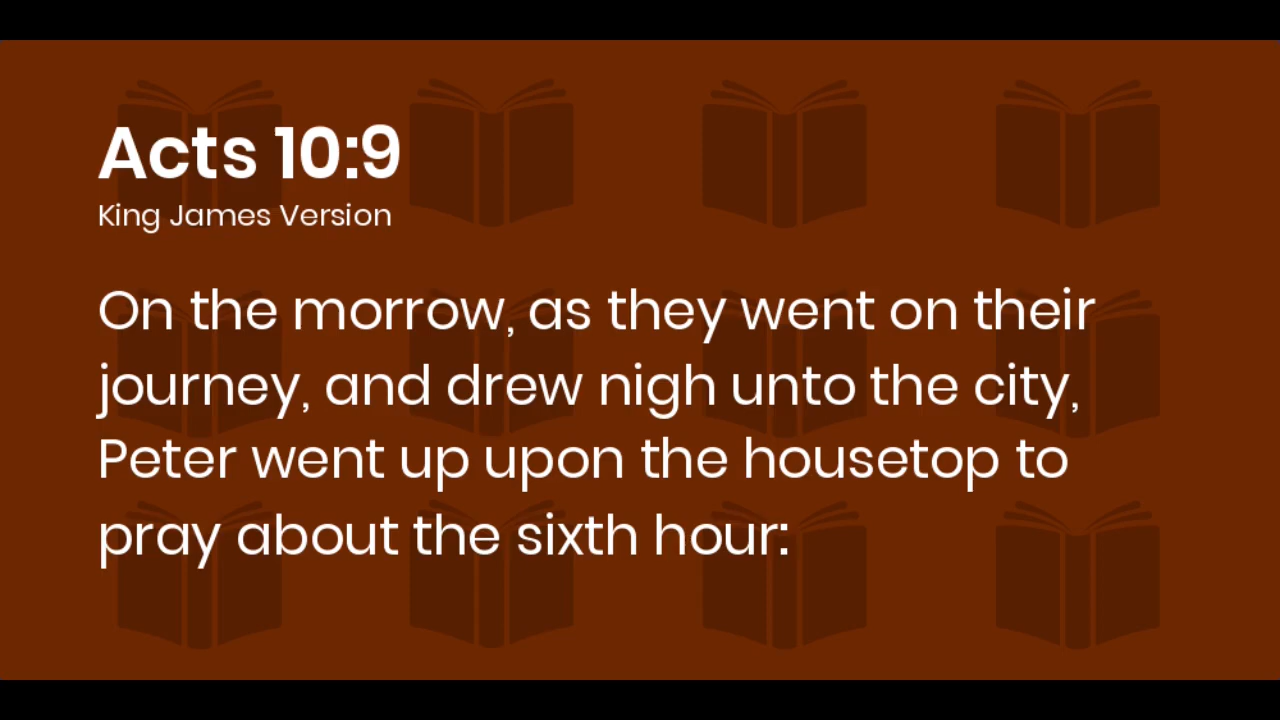 Acts 10:9
King James Version
On the morrow, as they went on their
journey, and drew nigh unto the city,
Peter went up upon the housetop to
pray about the sixth hour: